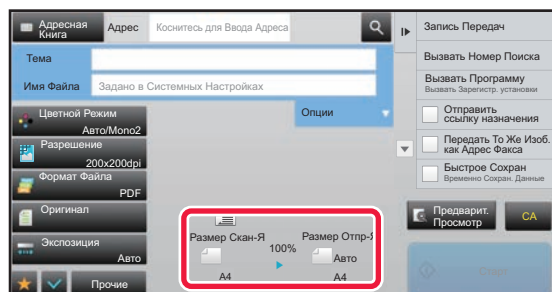 Адресная
Книга
Адрес
Коснитесь для Ввода Адреса
Тема
Имя Файла
Задано в Системных Настройках
Цветной Режим
Авто/Mono2
Опции
Разрешение
200x200dpi
Формат Файла
PDF
Оригинал
Экспозиция
Авто
Прочие
Размер Скан-Я
100%
Размер Отпр-Я
Авто
A4
A4
Запись Передач
Вызвать Номер Поиска
Вызвать Программу
Вызвать Зарегистр. установки
Отправить
ссылку назначения
Передать То Же Изоб.
как Адрес Факса
Быстрое Сохран
Временно Сохран. Данные
Предварит.
Просмотр
CA